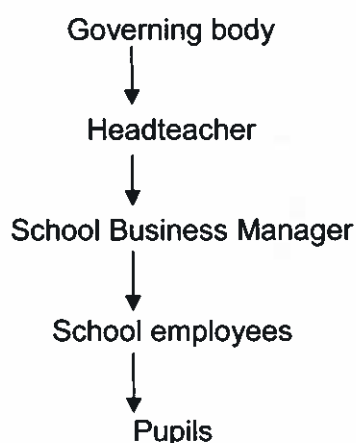 Governing body
Headteacher
School Business Manager
School employees
Pupils